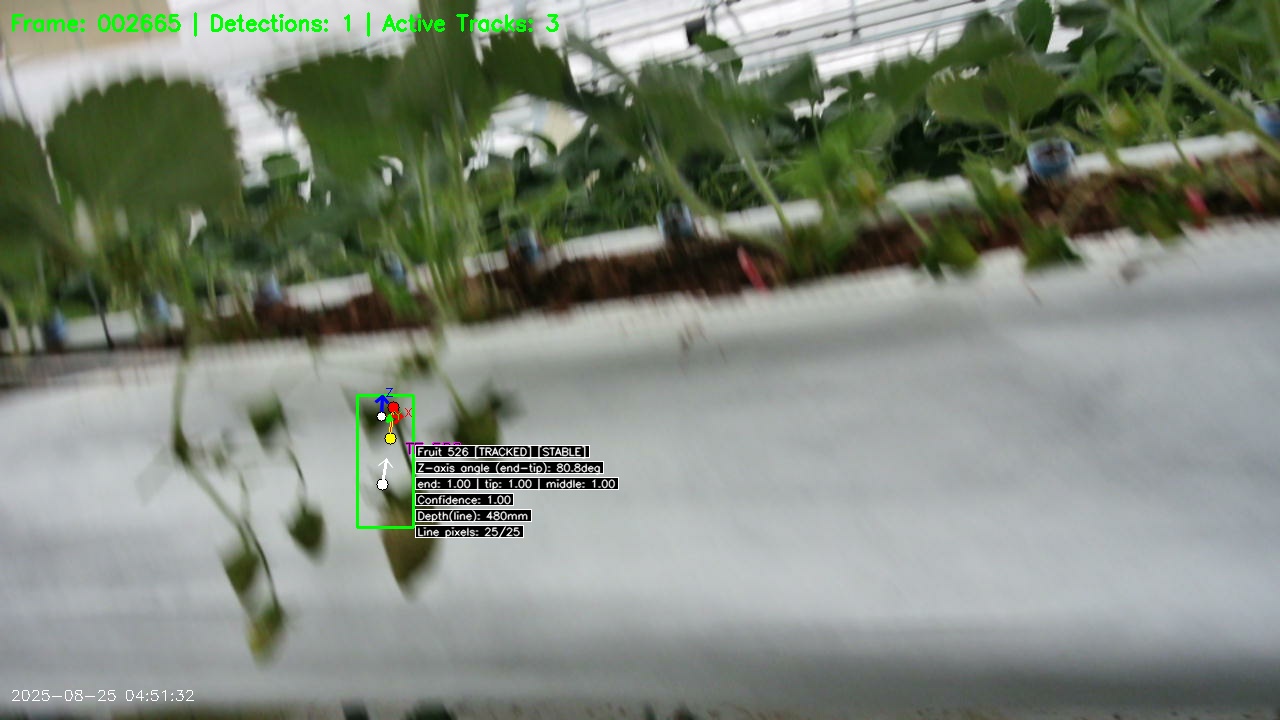 Frame: 002665 | Detections: 1 | Active Tracks: 3
Z
X
Fruit 526 [TRACKED] [STABLE]
Z-axis angle (end-tip): 80.8deg
end: 1.00 | tip: 1.00 | middle: 1.00
Confidence: 1.00
Depth(line): 480mm
Line pixels: 25/25
2025-08-25 04:51:32